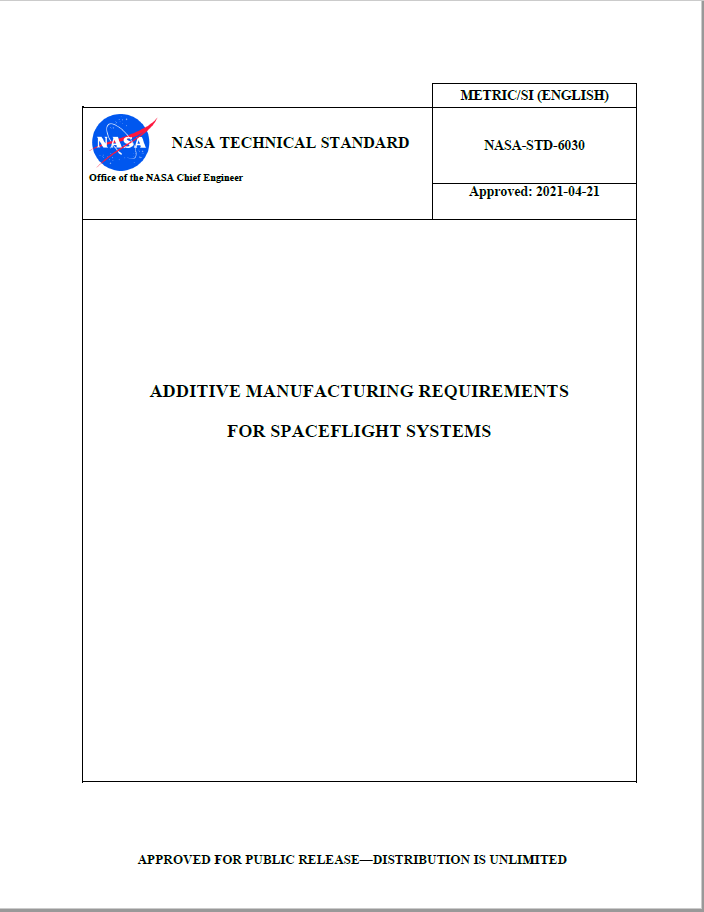 METRIC/SI (ENGLISH)
NASA
NASA TECHNICAL STANDARD
Office of the NASA Chief Engineer
NASA-STD-6030
Approved: 2021-04-21
ADDITIVE MANUFACTURING REQUIREMENTS
FOR SPACEFLIGHT SYSTEMS
APPROVED FOR PUBLIC RELEASE—DISTRIBUTION IS UNLIMITED